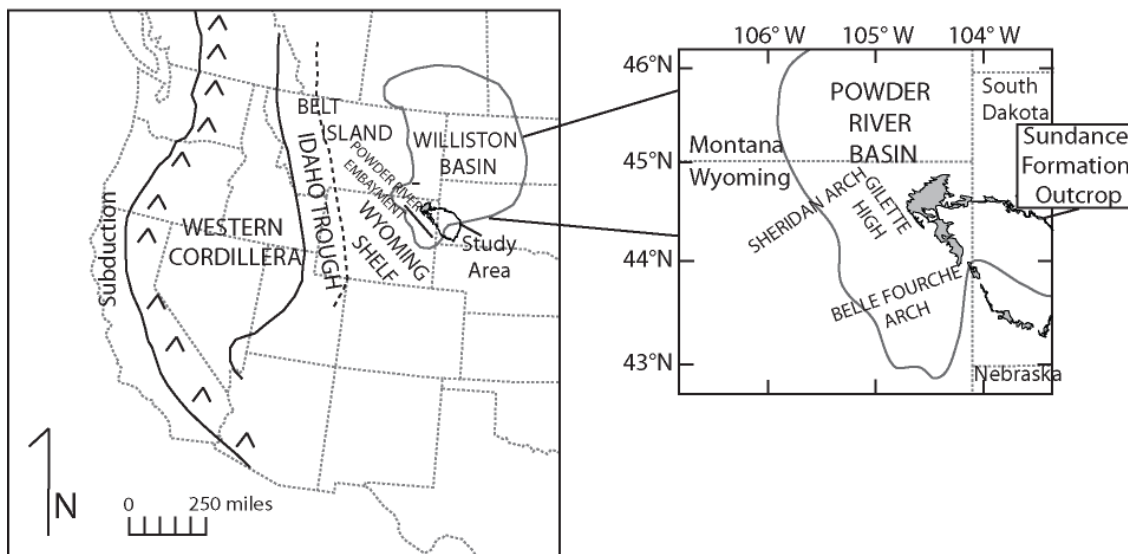 BELT
ISLAND
WILLISTON
BASIN
IDAHO TROUGH
POWDER RIVER
EMBAYMENT
WYOMING
SHELF
WESTERN
CORDILLERA
Subduction
Study
Area
N
0 250 miles
106° W 105° W 104° W
46°N
45°N
44°N
43°N
POWDER
RIVER
BASIN
South
Dakota
Montana
Wyoming
Sundance
Formation
Outcrop
SHERIDAN ARCH
GILETTE
HIGH
BELLE FOURCHE
ARCH
Nebraska